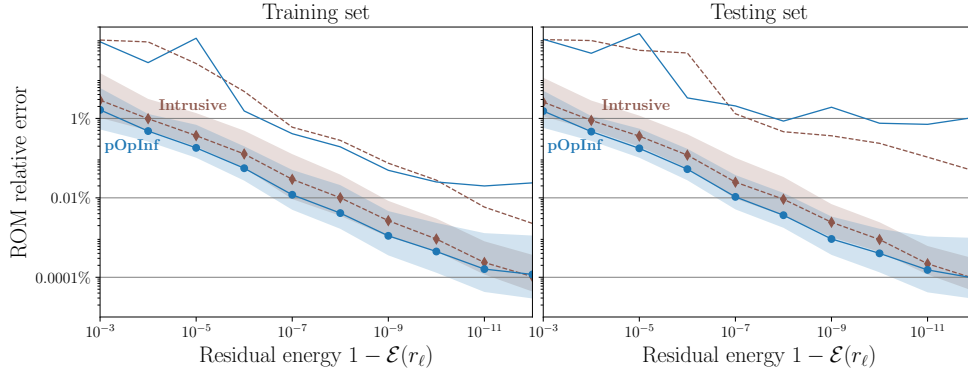 Training set
Testing set
ROM relative error
1%
0.01%
0.0001%
Intrusive
pOpInf
Intrusive
pOpInf
10⁻³
10⁻⁵
10⁻⁷
10⁻⁹
10⁻¹¹
10⁻³
10⁻⁵
10⁻⁷
10⁻⁹
10⁻¹¹
Residual energy 1 − ℰ(r_ℓ)
Residual energy 1 − ℰ(r_ℓ)